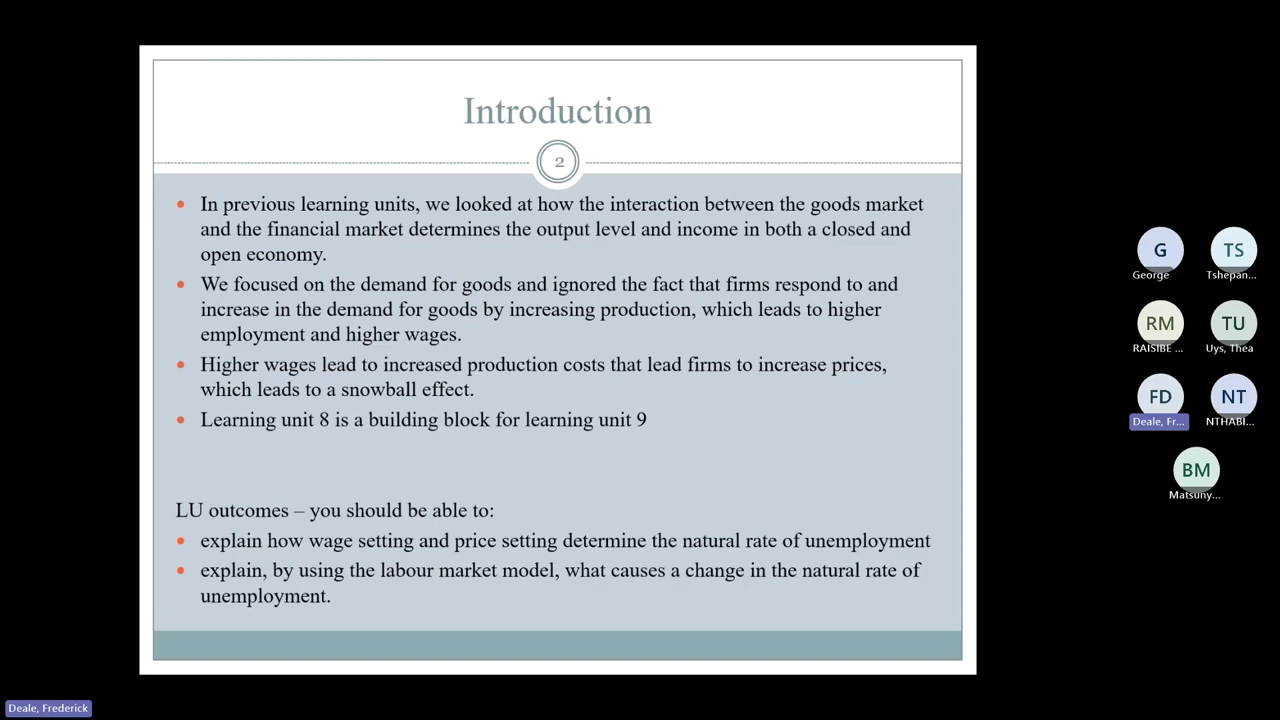 Introduction
2
In previous learning units, we looked at how the interaction between the goods market
and the financial market determines the output level and income in both a closed and
open economy.
We focused on the demand for goods and ignored the fact that firms respond to and
increase in the demand for goods by increasing production, which leads to higher
employment and higher wages.
Higher wages lead to increased production costs that lead firms to increase prices,
which leads to a snowball effect.
Learning unit 8 is a building block for learning unit 9
LU outcomes – you should be able to:
explain how wage setting and price setting determine the natural rate of unemployment
explain, by using the labour market model, what causes a change in the natural rate of
unemployment.
G
TS
George
Tshepan...
RM
TU
RAISIBE ...
Uys, Thea
FD
NT
Deale, Fr...
NTHABI...
BM
Matsuny...
Deale, Frederick